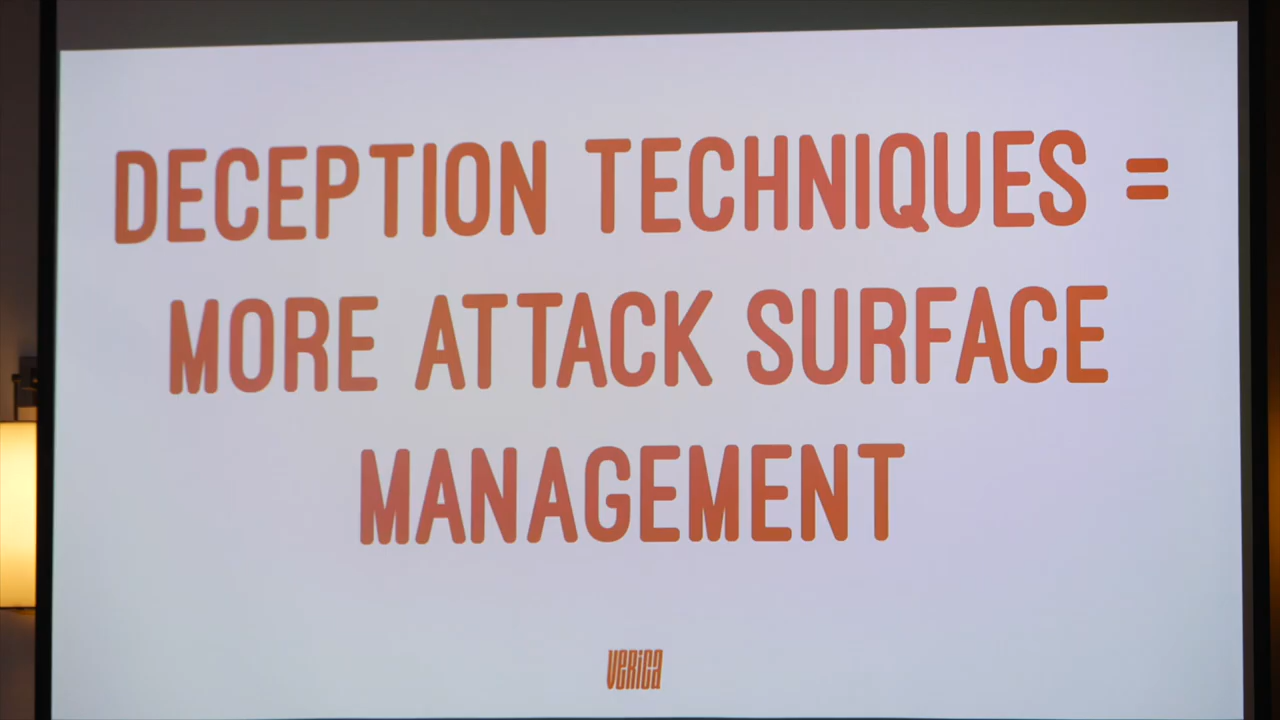 DECEPTION TECHNIQUES =
MORE ATTACK SURFACE
MANAGEMENT
VERICA